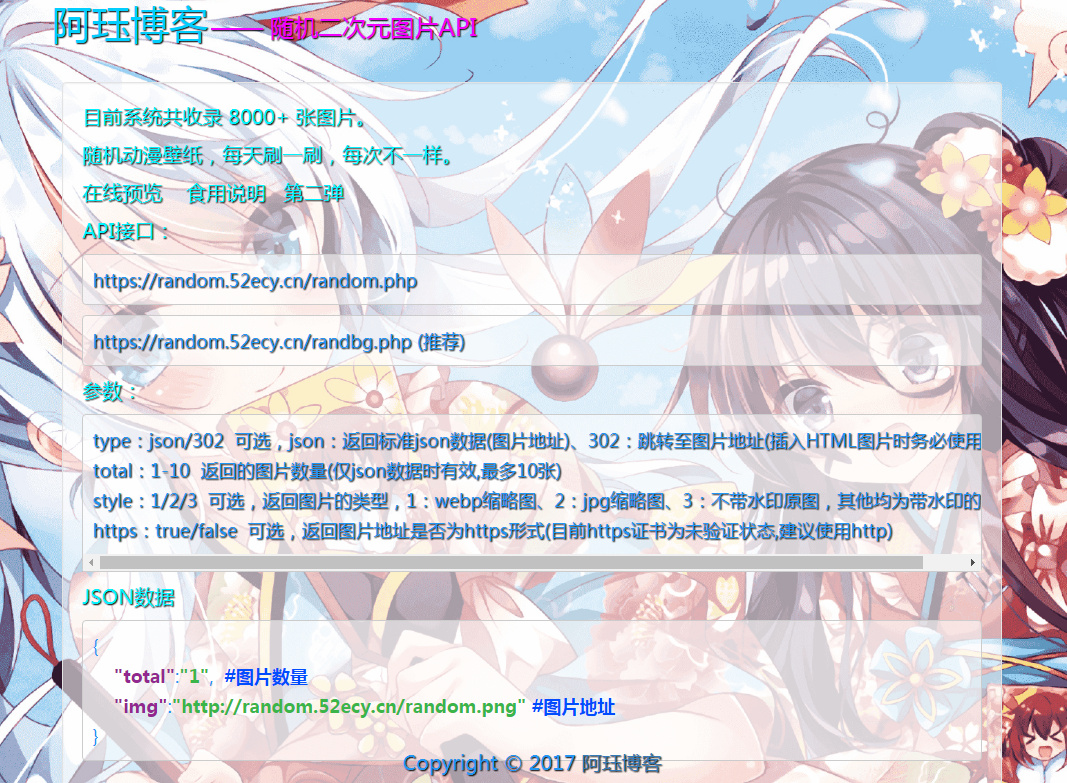 阿珏博客—— 随机二次元图片API
目前系统共收录 8000+ 张图片。
随机动漫壁纸，每天刷一刷，每次不一样。
在线预览 食用说明 第二弹
API接口：
https://random.52ecy.cn/random.php
https://random.52ecy.cn/randbg.php (推荐)
参数：
type：json/302 可选，json：返回标准json数据(图片地址)、302：跳转至图片地址(插入HTML图片时务必使用
total：1-10 返回的图片数量(仅json数据时有效,最多10张)
style：1/2/3 可选，返回图片的类型，1：webp缩略图、2：jpg缩略图、3：不带水印原图，其他均为带水印的
https：true/false 可选，返回图片地址是否为https形式(目前https证书为未验证状态,建议使用http)
JSON数据
{
"total":"1", #图片数量
"img":"http://random.52ecy.cn/random.png" #图片地址
}
Copyright © 2017 阿珏博客